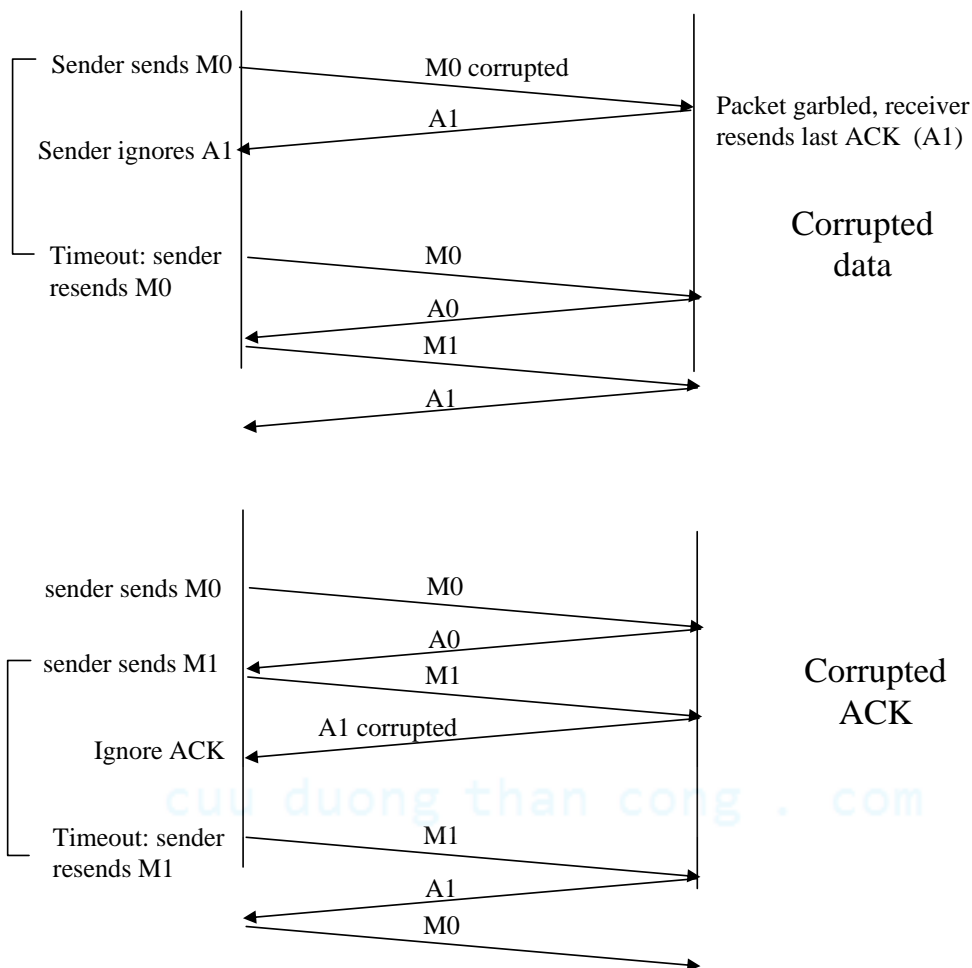 Sender sends M0
M0 corrupted
Packet garbled, receiver
resends last ACK (A1)
A1
Sender ignores A1
Corrupted
data
Timeout: sender
resends M0
M0
A0
M1
A1
sender sends M0
M0
A0
sender sends M1
M1
Corrupted
ACK
A1 corrupted
Ignore ACK
cuu duong than cong . com
Timeout: sender
resends M1
M1
A1
M0